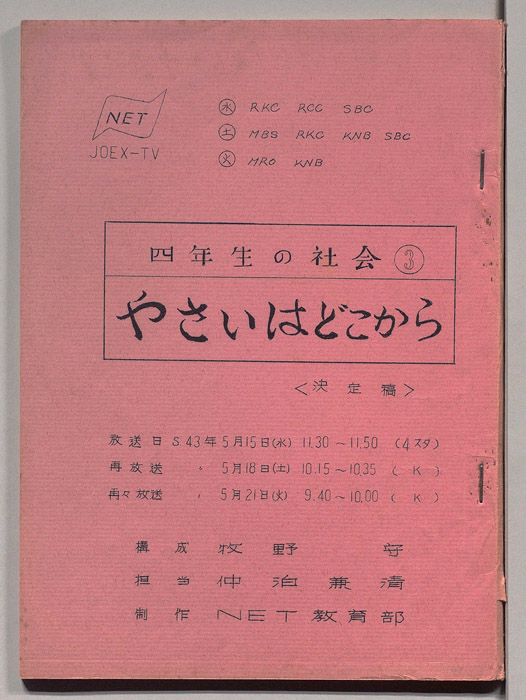 NET
JOEX-TV
㊌ RKC RCC SBC
㊏ MBS RKC KNB SBC
㊋ MRO KNB
四年生の社会③
やさいはどこから
＜決定稿＞
放送日 S.43年5月15日(水) 11.30～11.50 (4スタ)
再放送 〃 5月18日(土) 10.15～10.35 ( K )
再々放送 〃 5月21日(火) 9.40～10.00 ( K )
構成 牧野 守
担当 仲泊兼清
制作 NET教育部